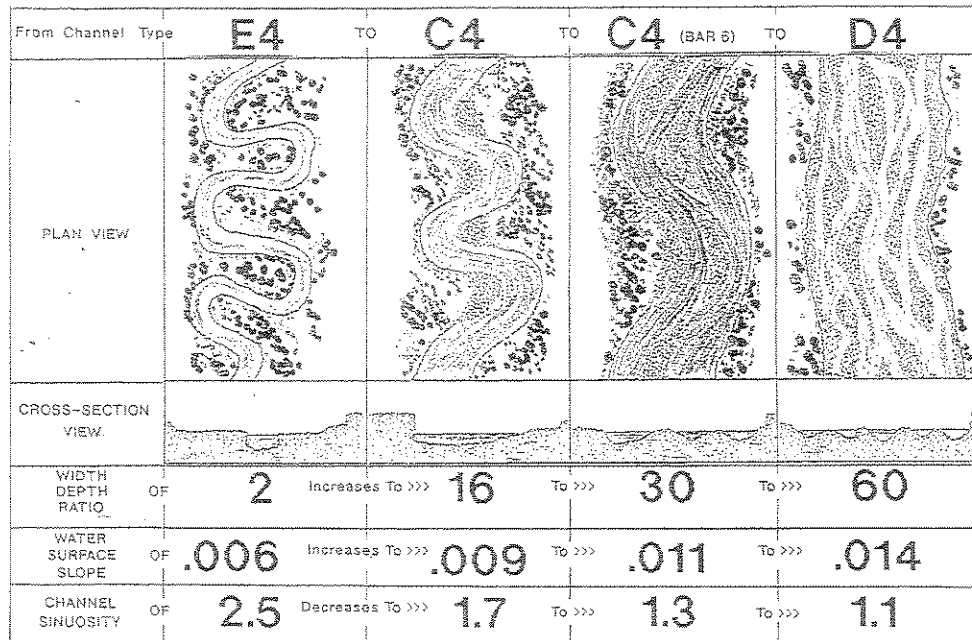 From Channel Type E4 TO C4 TO C4 (BAR 6) TO D4
PLAN VIEW
CROSS-SECTION
VIEW
WIDTH
DEPTH
RATIO
OF 2 Increases To >>> 16 To >>> 30 To >>> 60
WATER
SURFACE
SLOPE
OF .006 Increases To >>> .009 To >>> .011 To >>> .014
CHANNEL
SINUOSITY
OF 2.5 Decreases To >>> 1.7 To >>> 1.3 To >>> 1.1